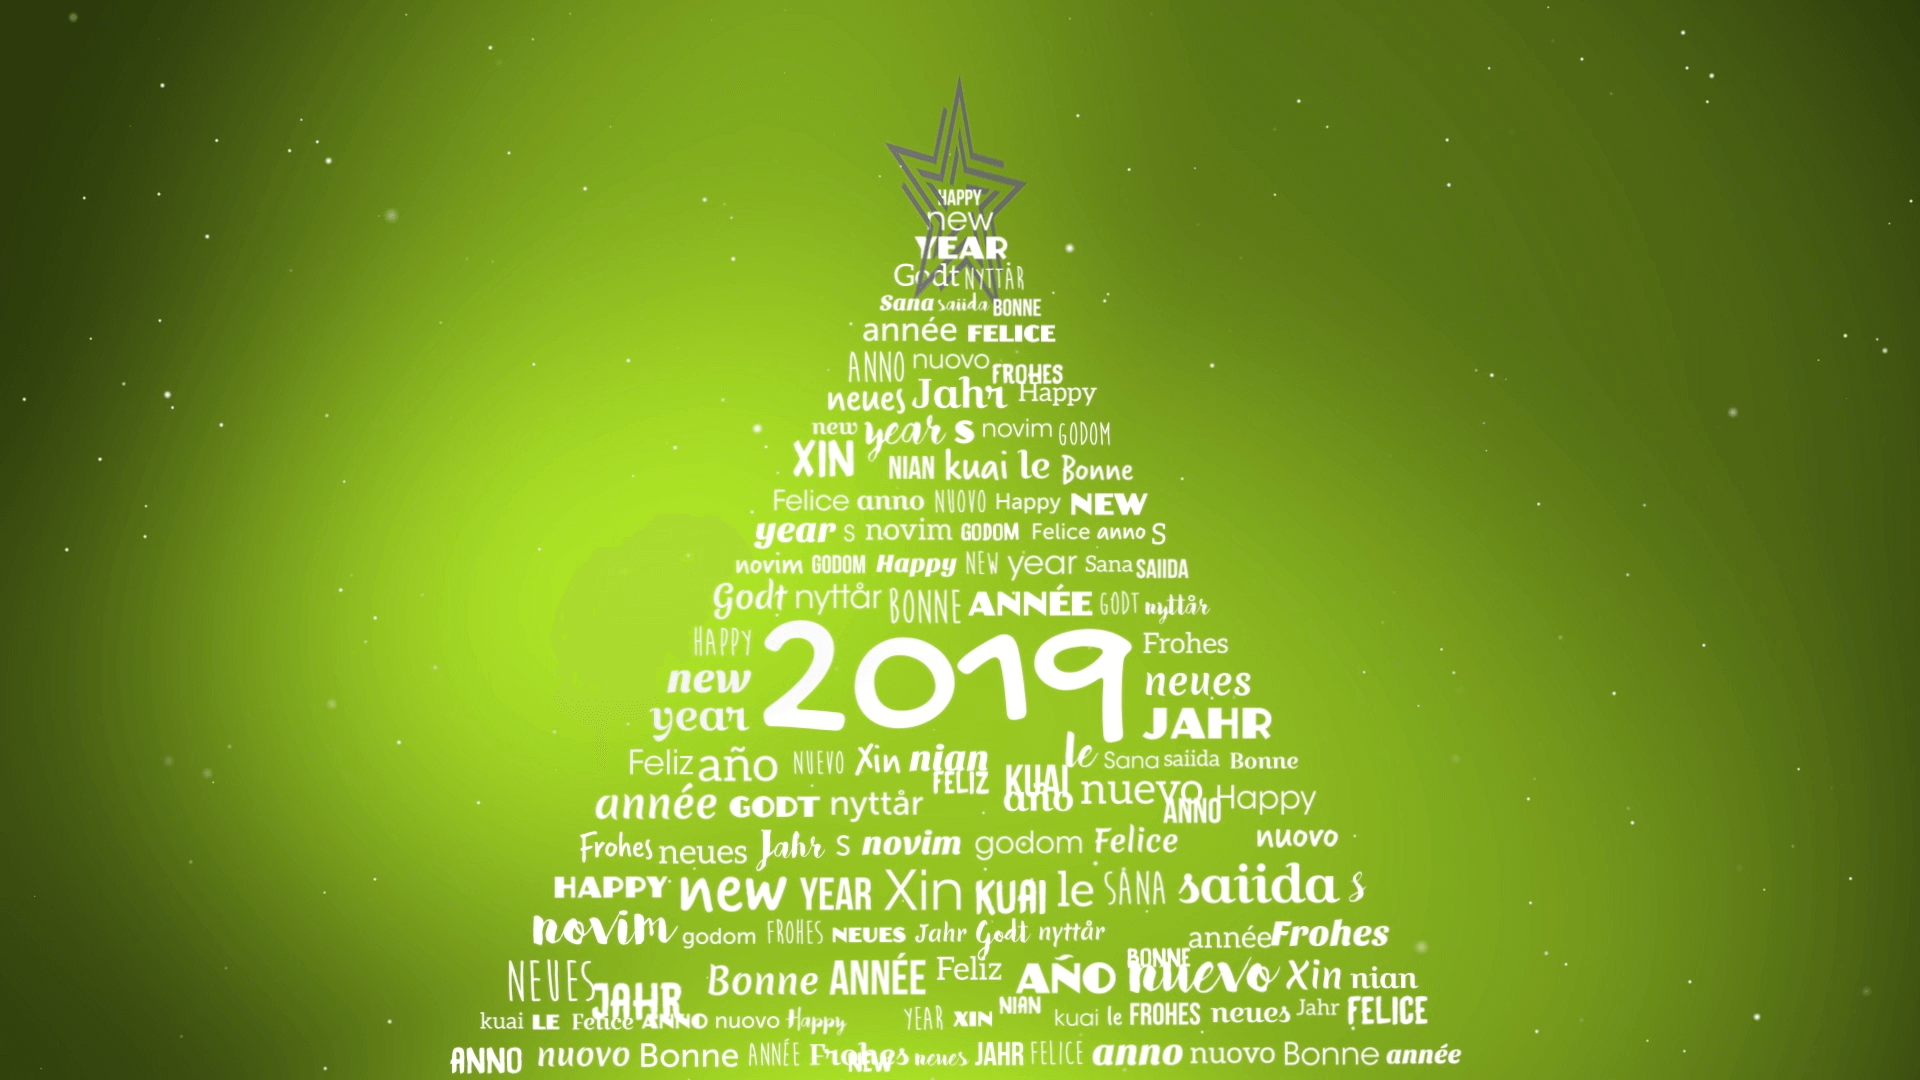 HAPPY
new
YEAR
Godt NYTTÅR
Sana saiida BONNE
année FELICE
ANNO nuovo FROHES
neues Jahr Happy
new year s novim GODOM
XIN NIAN kuai le Bonne
Felice anno NUOVO Happy NEW
year s novim GODOM Felice anno S
novim GODOM Happy NEW year Sana SAIIDA
Godt nyttår BONNE ANNÉE GODT nyttår
HAPPY 2019 Frohes
new neues
year JAHR
Feliz año NUEVO Xin nian KUAI le Sana saiida Bonne
FELIZ año nuevo ANNO Happy
année GODT nyttår
Frohes neues Jahr s novim godom Felice nuovo
HAPPY new YEAR Xin KUAI le SANA saiida s
novim godom FROHES NEUES Jahr Godt nyttår BONNE année Frohes
NEUES JAHR Bonne ANNÉE Feliz AÑO nuevo Xin nian
kuai LE Felice ANNO nuovo Happy YEAR XIN NIAN kuai le FROHES neues Jahr FELICE
ANNO nuovo Bonne ANNÉE Frohes NEW neues JAHR FELICE anno nuovo Bonne année